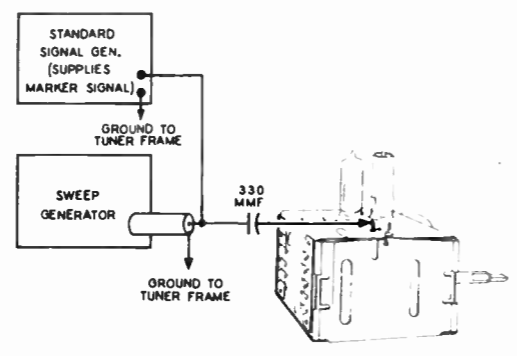 STANDARD
SIGNAL GEN.
(SUPPLIES
MARKER SIGNAL)
GROUND TO
TUNER FRAME
SWEEP
GENERATOR
330
MMF
GROUND TO
TUNER FRAME